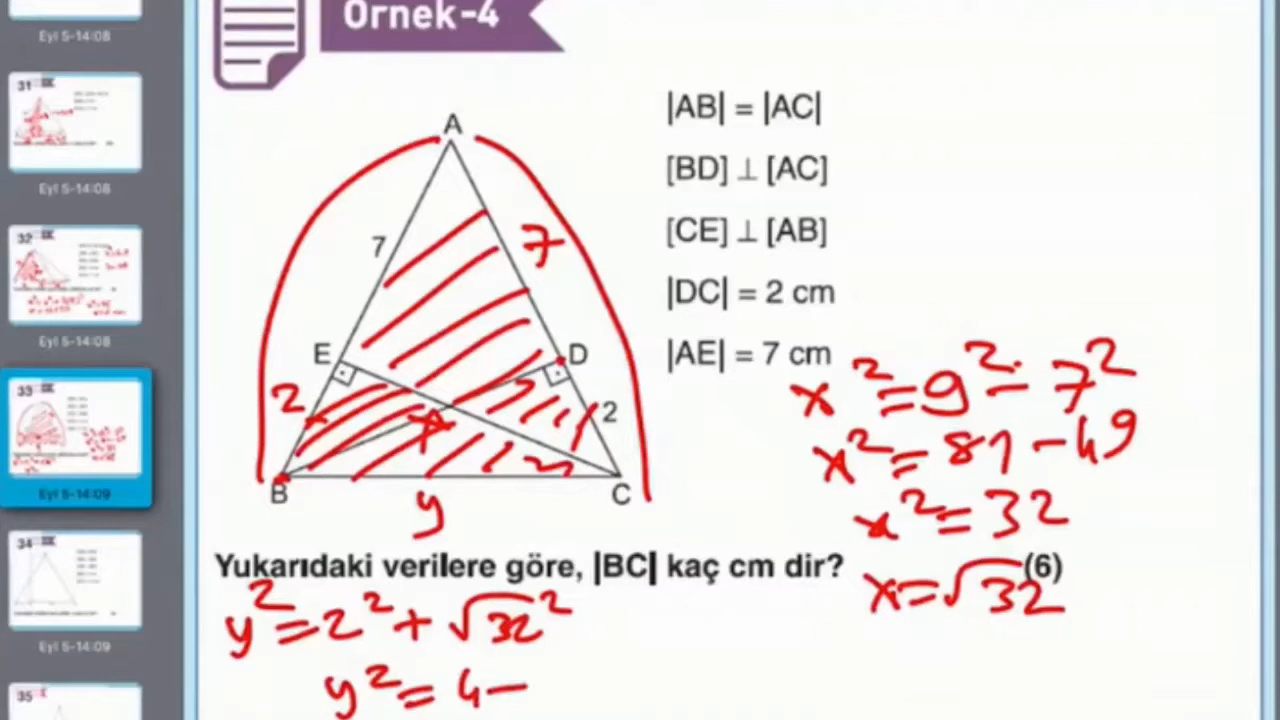 Eyl 5-14:08
31
Eyl 5-14:08
32
Eyl 5-14:08
33
Eyl 5-14:09
34
Eyl 5-14:09
35
Örnek-4
|AB| = |AC|
[BD] ⊥ [AC]
[CE] ⊥ [AB]
|DC| = 2 cm
|AE| = 7 cm
A
7
7
E
D
2
x
2
B
C
y
x² = 9² - 7²
x² = 81 - 49
x² = 32
x = √32
Yukarıdaki verilere göre, |BC| kaç cm dir? (6)
y² = 2² + √32²
y² = 4 -